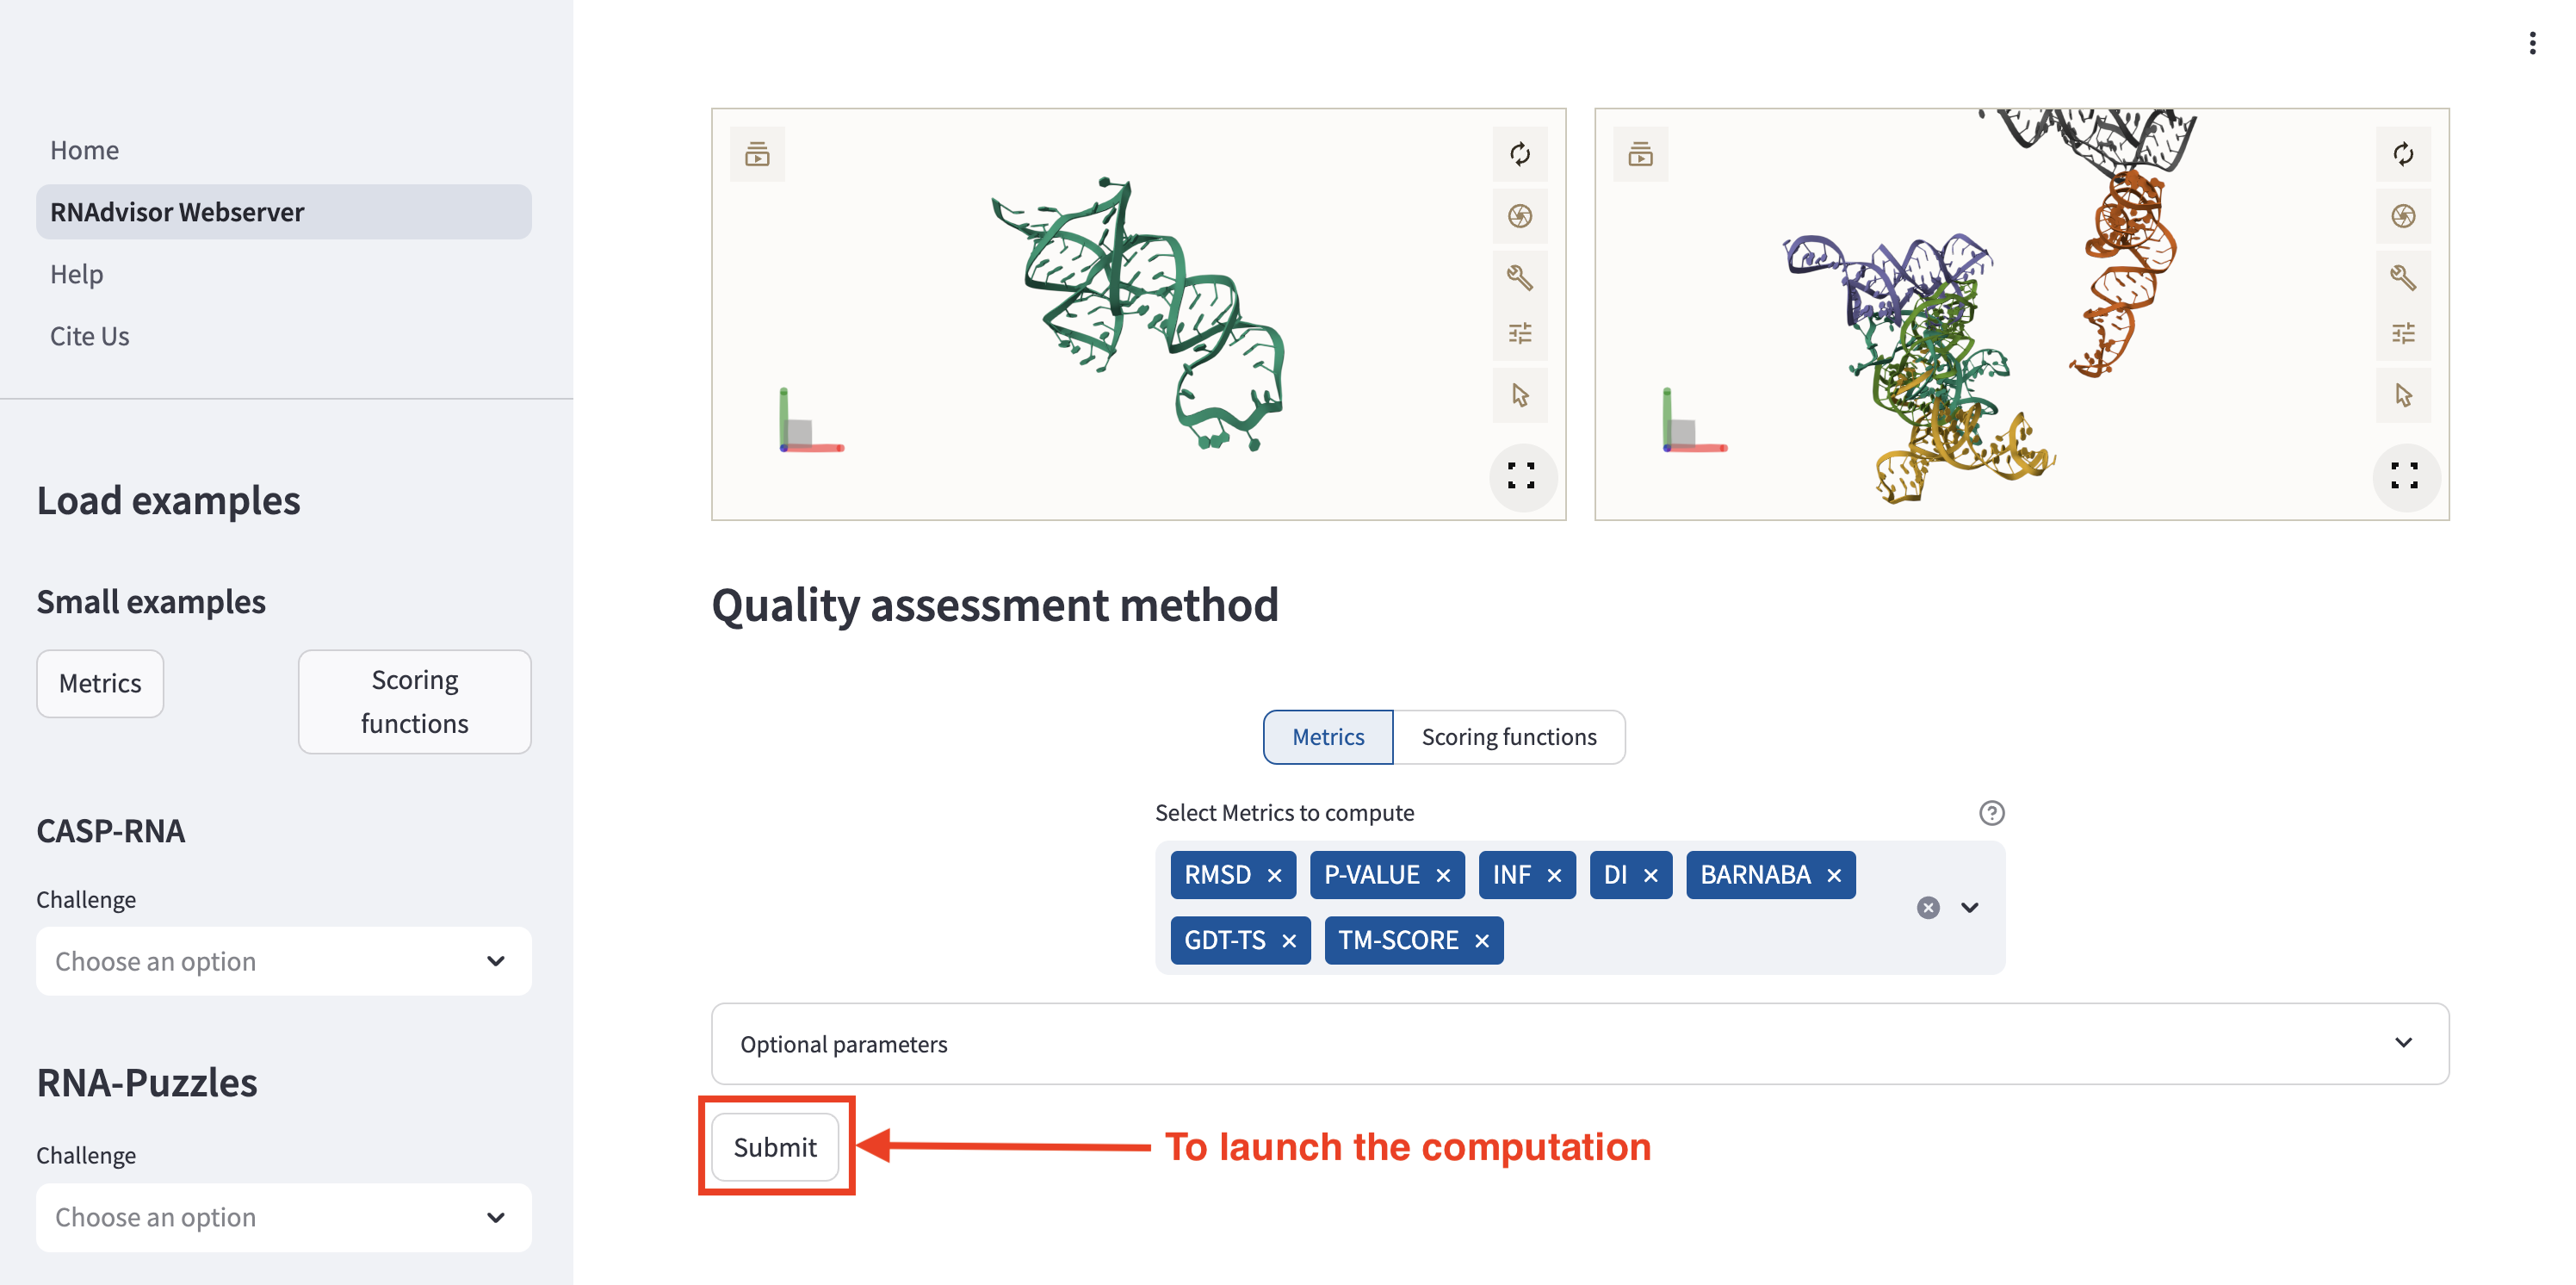 Home
RNAdvisor Webserver
Help
Cite Us
Load examples
Small examples
Metrics
Scoring
functions
CASP-RNA
Challenge
Choose an option
RNA-Puzzles
Challenge
Choose an option
Quality assessment method
Metrics
Scoring functions
Select Metrics to compute
RMSD P-VALUE INF DI BARNABA
GDT-TS TM-SCORE
Optional parameters
Submit
To launch the computation